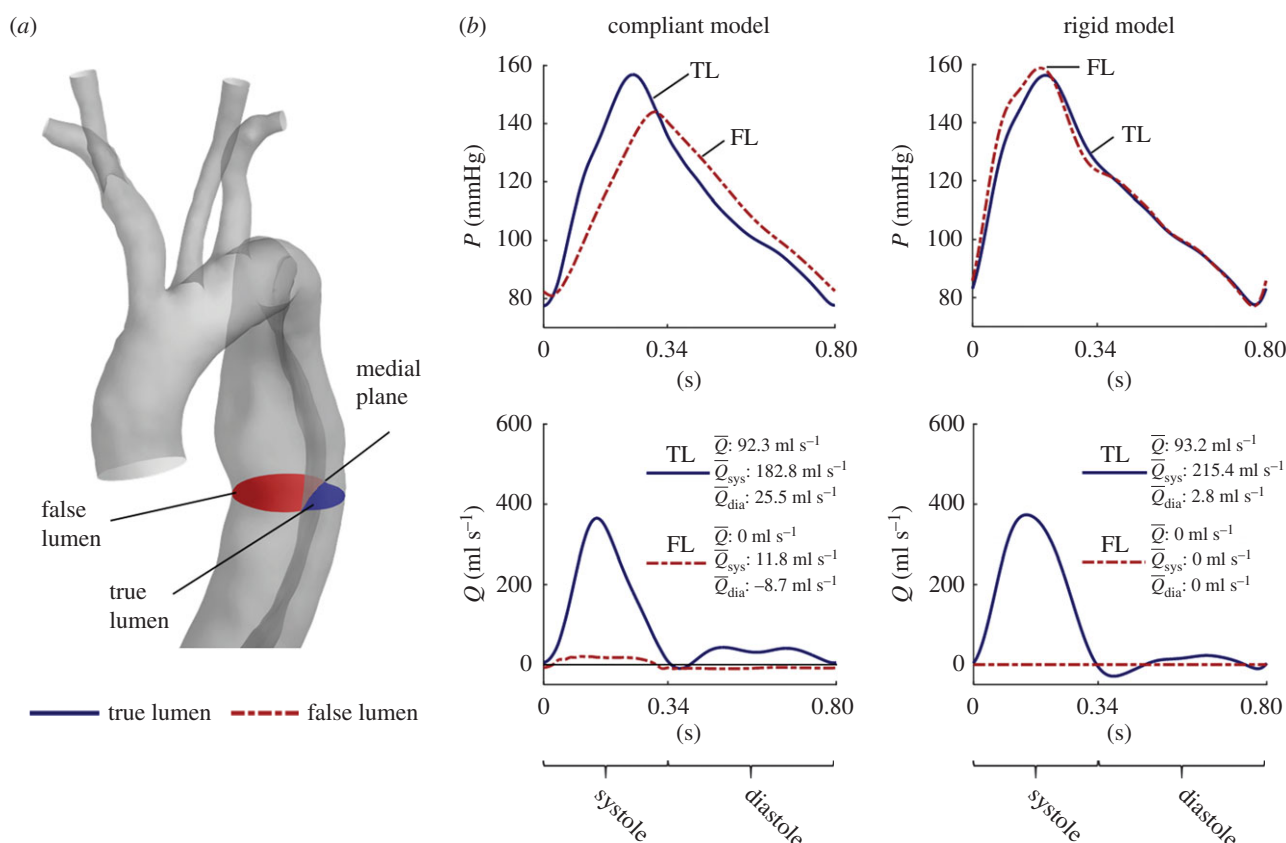 (a)
medial
plane
false
lumen
true
lumen
true lumen
false lumen
(b)
compliant model
rigid model
160
140
120
100
80
P (mmHg)
TL
FL
0
0.34
0.80
(s)
160
140
120
100
80
P (mmHg)
FL
TL
0
0.34
0.80
(s)
600
400
200
0
Q (ml s⁻¹)
TL
Q̅: 92.3 ml s⁻¹
Q̅sys: 182.8 ml s⁻¹
Q̅dia: 25.5 ml s⁻¹
FL
Q̅: 0 ml s⁻¹
Q̅sys: 11.8 ml s⁻¹
Q̅dia: –8.7 ml s⁻¹
0
0.34
0.80
(s)
systole
diastole
600
400
200
0
Q (ml s⁻¹)
TL
Q̅: 93.2 ml s⁻¹
Q̅sys: 215.4 ml s⁻¹
Q̅dia: 2.8 ml s⁻¹
FL
Q̅: 0 ml s⁻¹
Q̅sys: 0 ml s⁻¹
Q̅dia: 0 ml s⁻¹
0
0.34
0.80
(s)
systole
diastole